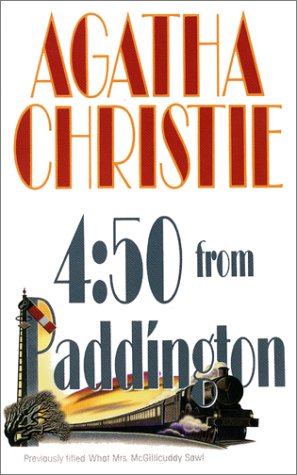 AGATHA
CHRISTIE
4:50 from
Paddington
Previously titled What Mrs. McGillicuddy Saw!